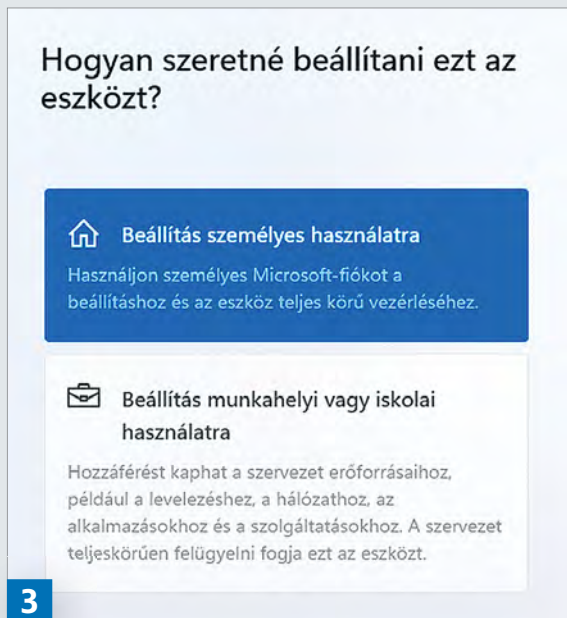 Hogyan szeretné beállítani ezt az
eszközt?
Beállítás személyes használatra
Használjon személyes Microsoft-fiókot a
beállításhoz és az eszköz teljes körű vezérléséhez.
Beállítás munkahelyi vagy iskolai
használatra
Hozzáférést kaphat a szervezet erőforrásaihoz,
például a levelezéshez, a hálózathoz, az
alkalmazásokhoz és a szolgáltatásokhoz. A szervezet
teljeskörűen felügyelni fogja ezt az eszközt.
3